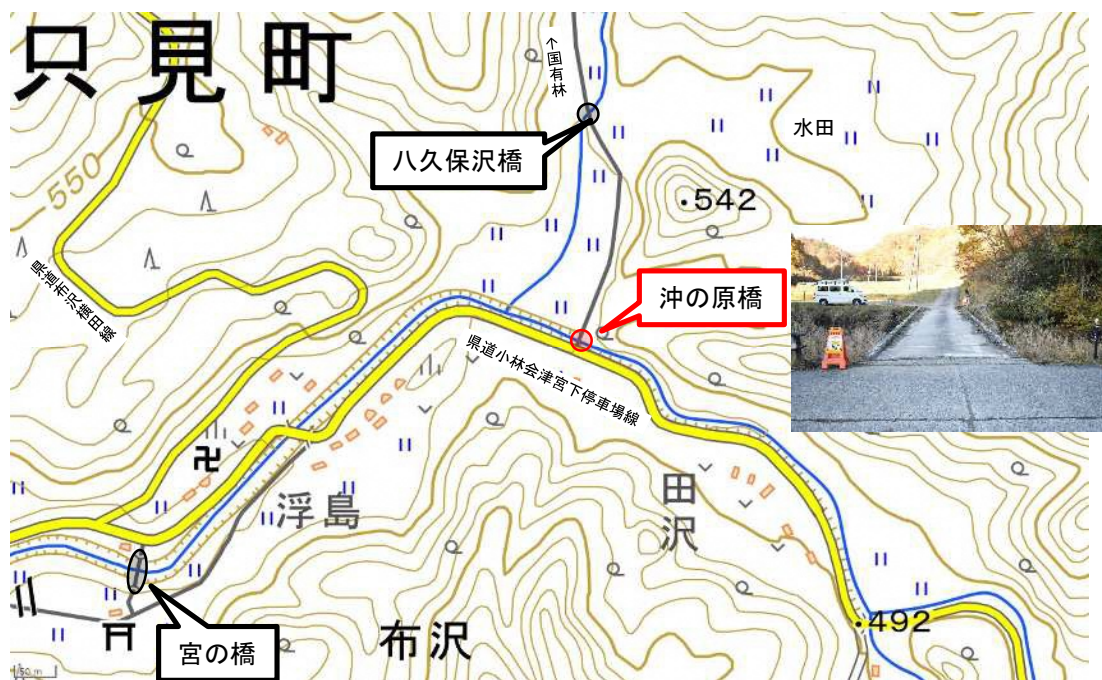 只見町
↑国有林
八久保沢橋
水田
550
・542
県道布沢横田線
沖の原橋
県道小林会津宮下停車場線
田沢
浮島
・492
布沢
宮の橋
50m